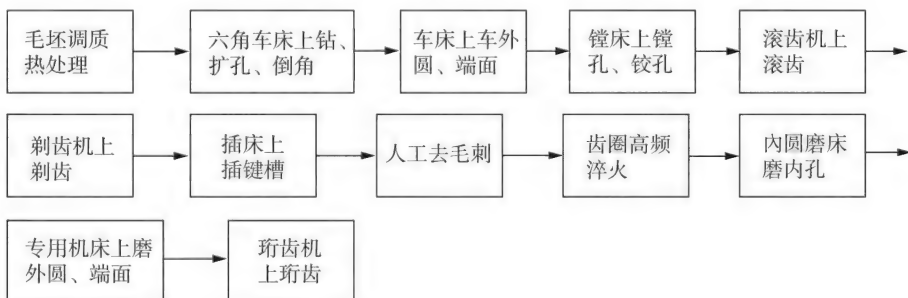 毛坯调质
热处理
六角车床上钻、
扩孔、倒角
车床上车外
圆、端面
镗床上镗
孔、铰孔
滚齿机上
滚齿
剃齿机上
剃齿
插床上
插键槽
人工去毛刺
齿圈高频
淬火
内圆磨床
磨内孔
专用机床上磨
外圆、端面
珩齿机
上珩齿